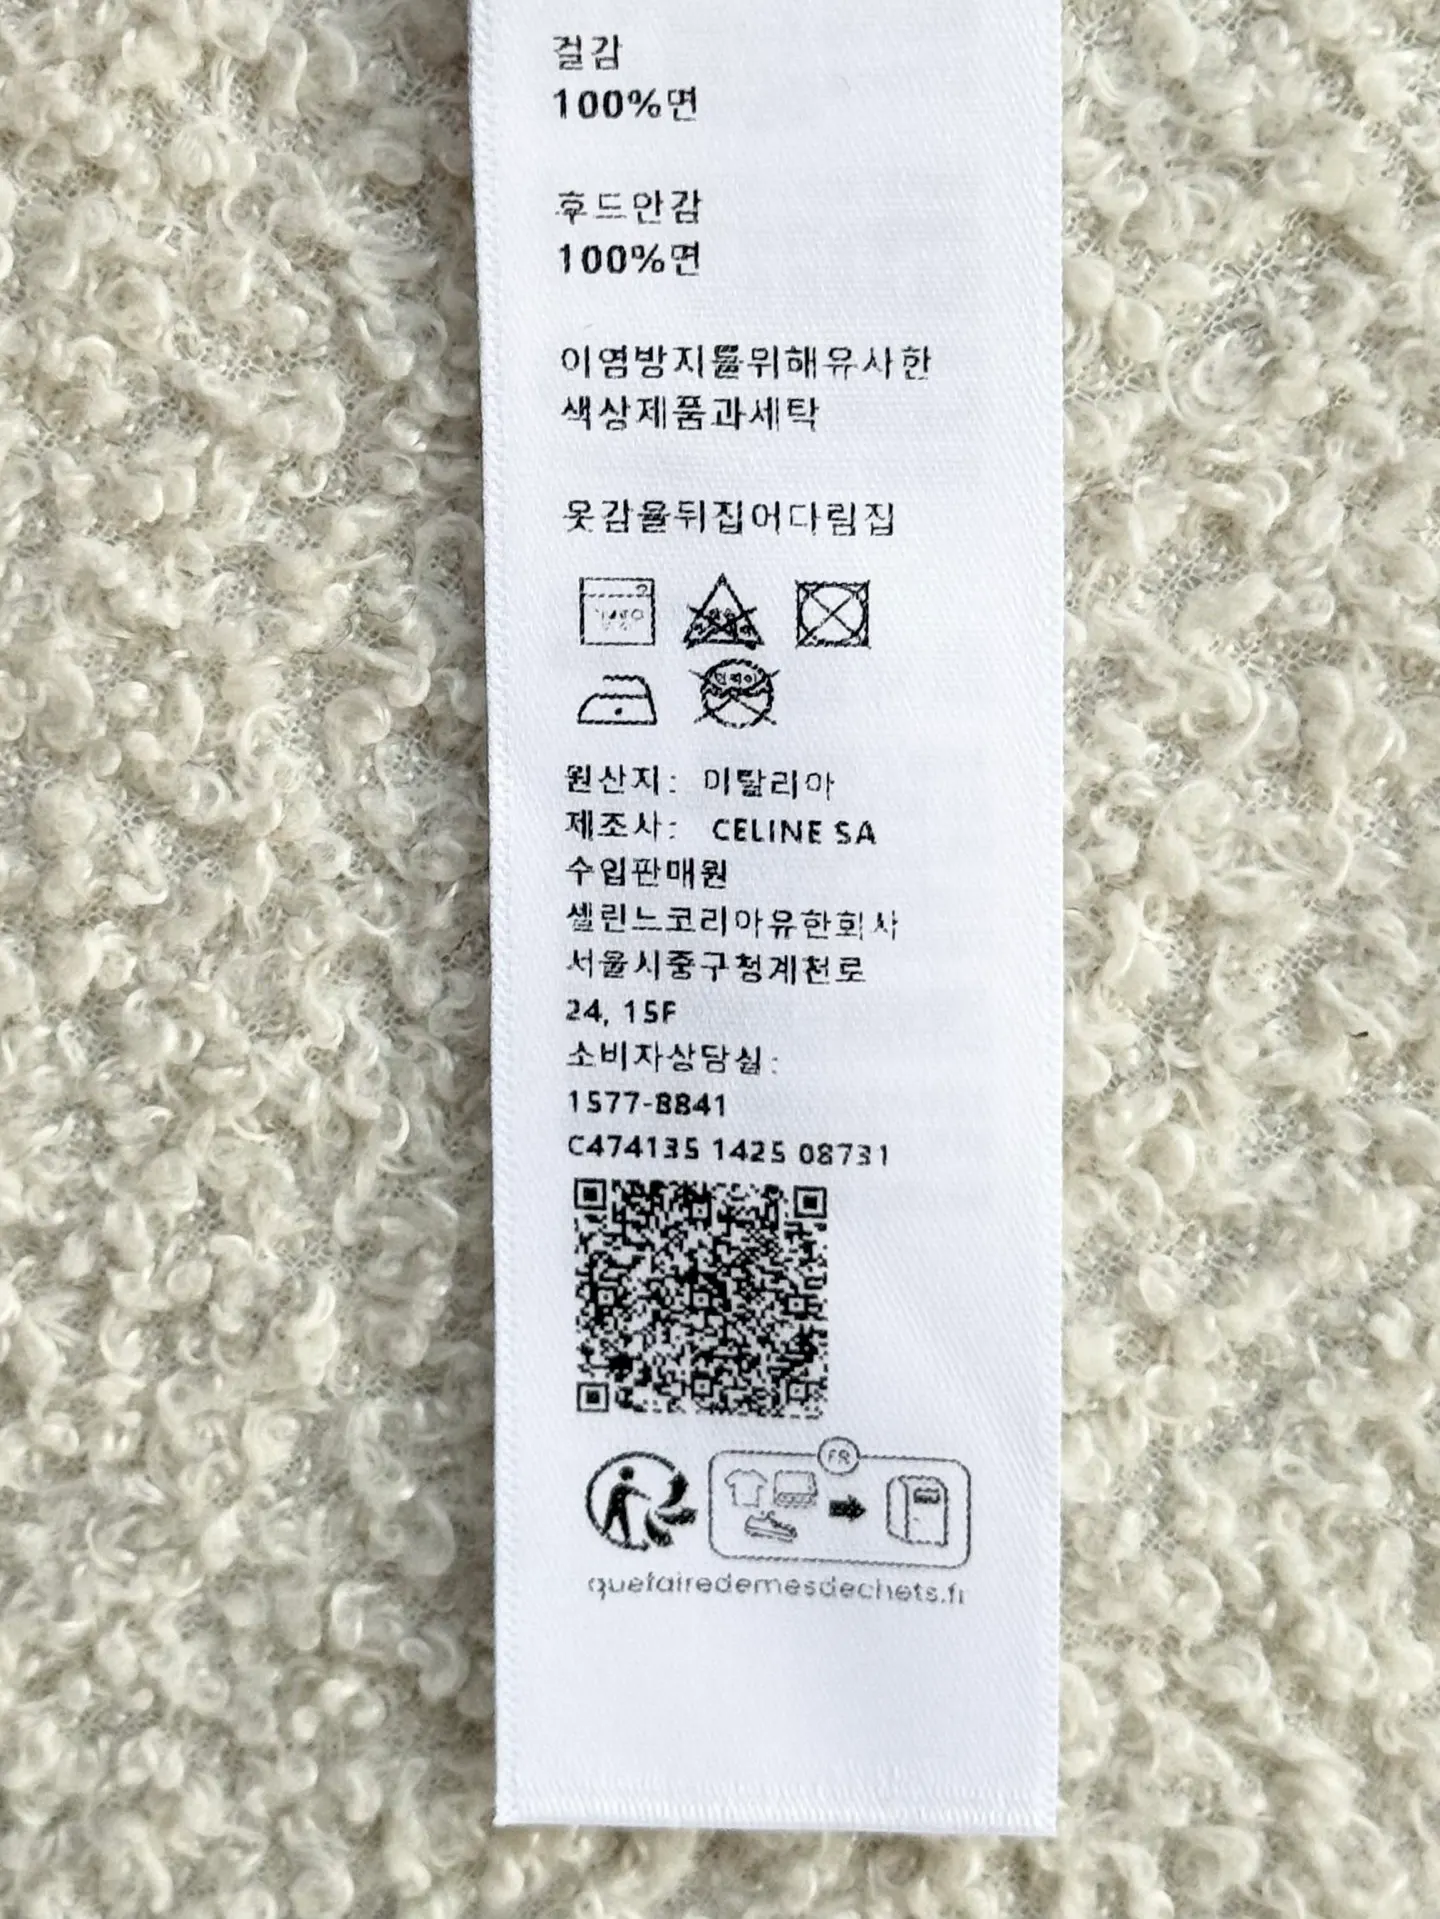 걸감
100%면
후드안감
100%면
이염방지를위해유사한
색상제품과세탁
옷감을뒤집어다림집
원산지: 이탈리아
제조사: CELINE SA
수입판매원
셀린느코리아유한회사
서울시중구청계천로
24, 15F
소비자상담실:
1577-8841
C474135 1425 08731
FR
quefairedemesdechets.fr